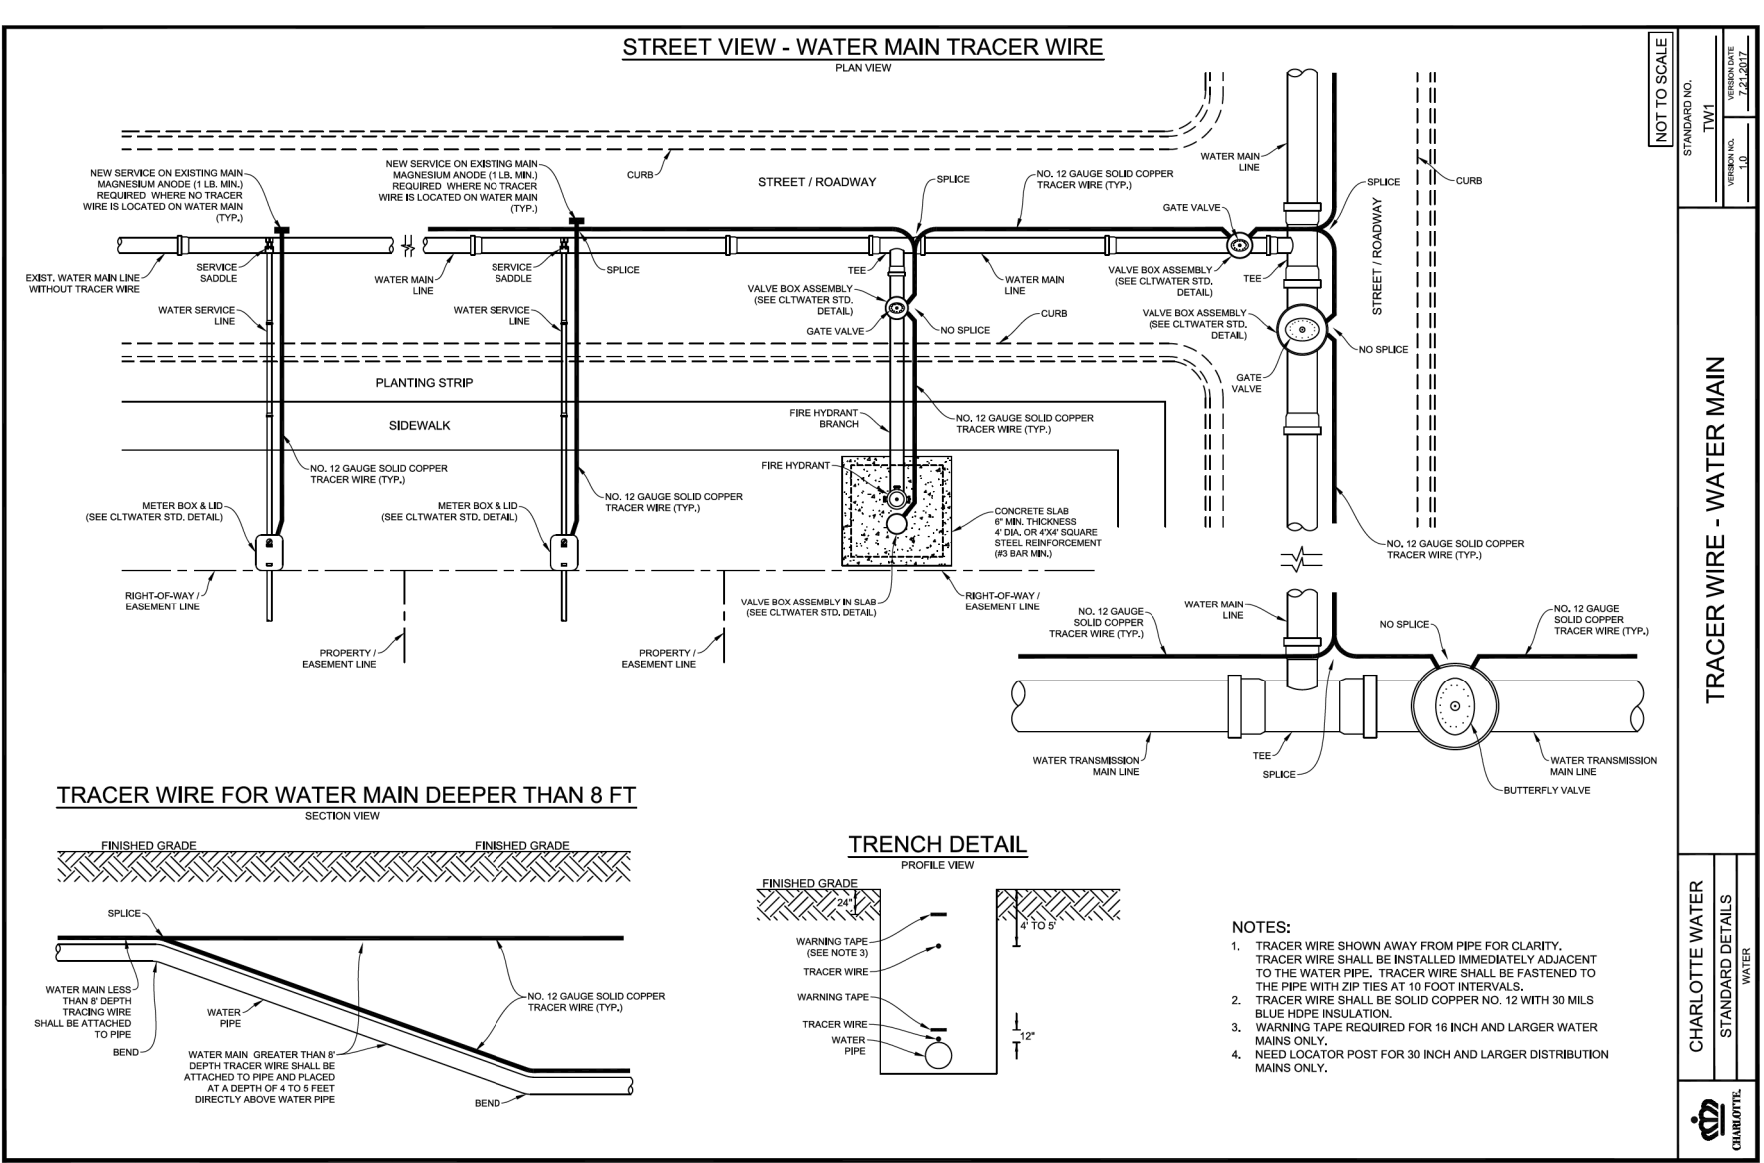 STREET VIEW - WATER MAIN TRACER WIRE
PLAN VIEW
NEW SERVICE ON EXISTING MAIN
MAGNESIUM ANODE (1 LB. MIN.)
REQUIRED WHERE NO TRACER
WIRE IS LOCATED ON WATER MAIN
(TYP.)
NEW SERVICE ON EXISTING MAIN
MAGNESIUM ANODE (1 LB. MIN.)
REQUIRED WHERE NO TRACER
WIRE IS LOCATED ON WATER MAIN
(TYP.)
CURB
STREET / ROADWAY
SPLICE
NO. 12 GAUGE SOLID COPPER
TRACER WIRE (TYP.)
WATER MAIN
LINE
GATE VALVE
SPLICE
CURB
STREET / ROADWAY
EXIST. WATER MAIN LINE
WITHOUT TRACER WIRE
SERVICE
SADDLE
WATER MAIN
LINE
SERVICE
SADDLE
SPLICE
TEE
WATER MAIN
LINE
VALVE BOX ASSEMBLY
(SEE CLTWATER STD.
DETAIL)
TEE
WATER SERVICE
LINE
WATER SERVICE
LINE
VALVE BOX ASSEMBLY
(SEE CLTWATER STD.
DETAIL)
GATE VALVE
NO SPLICE
CURB
VALVE BOX ASSEMBLY
(SEE CLTWATER STD.
DETAIL)
NO SPLICE
GATE
VALVE
PLANTING STRIP
SIDEWALK
FIRE HYDRANT
BRANCH
NO. 12 GAUGE SOLID COPPER
TRACER WIRE (TYP.)
FIRE HYDRANT
NO. 12 GAUGE SOLID COPPER
TRACER WIRE (TYP.)
NO. 12 GAUGE SOLID COPPER
TRACER WIRE (TYP.)
METER BOX & LID
(SEE CLTWATER STD. DETAIL)
METER BOX & LID
(SEE CLTWATER STD. DETAIL)
CONCRETE SLAB
6" MIN. THICKNESS
4' DIA. OR 4'X4' SQUARE
STEEL REINFORCEMENT
(#3 BAR MIN.)
NO. 12 GAUGE SOLID COPPER
TRACER WIRE (TYP.)
RIGHT-OF-WAY /
EASEMENT LINE
PROPERTY /
EASEMENT LINE
PROPERTY /
EASEMENT LINE
VALVE BOX ASSEMBLY IN SLAB
(SEE CLTWATER STD. DETAIL)
RIGHT-OF-WAY /
EASEMENT LINE
NO. 12 GAUGE
SOLID COPPER
TRACER WIRE (TYP.)
WATER MAIN
LINE
NO SPLICE
NO. 12 GAUGE
SOLID COPPER
TRACER WIRE (TYP.)
WATER TRANSMISSION
MAIN LINE
TEE
SPLICE
WATER TRANSMISSION
MAIN LINE
BUTTERFLY VALVE
TRACER WIRE FOR WATER MAIN DEEPER THAN 8 FT
SECTION VIEW
FINISHED GRADE
FINISHED GRADE
SPLICE
WATER MAIN LESS
THAN 8' DEPTH
TRACING WIRE
SHALL BE ATTACHED
TO PIPE
BEND
WATER
PIPE
NO. 12 GAUGE SOLID COPPER
TRACER WIRE (TYP.)
WATER MAIN GREATER THAN 8'
DEPTH TRACER WIRE SHALL BE
ATTACHED TO PIPE AND PLACED
AT A DEPTH OF 4 TO 5 FEET
DIRECTLY ABOVE WATER PIPE
BEND
TRENCH DETAIL
PROFILE VIEW
FINISHED GRADE
24"
4' TO 5'
WARNING TAPE
(SEE NOTE 3)
TRACER WIRE
WARNING TAPE
TRACER WIRE
WATER
PIPE
12"
NOTES:
1. TRACER WIRE SHOWN AWAY FROM PIPE FOR CLARITY.
TRACER WIRE SHALL BE INSTALLED IMMEDIATELY ADJACENT
TO THE WATER PIPE. TRACER WIRE SHALL BE FASTENED TO
THE PIPE WITH ZIP TIES AT 10 FOOT INTERVALS.
2. TRACER WIRE SHALL BE SOLID COPPER NO. 12 WITH 30 MILS
BLUE HDPE INSULATION.
3. WARNING TAPE REQUIRED FOR 16 INCH AND LARGER WATER
MAINS ONLY.
4. NEED LOCATOR POST FOR 30 INCH AND LARGER DISTRIBUTION
MAINS ONLY.
NOT TO SCALE
STANDARD NO.
TW1
VERSION DATE
7.21.2017
VERSION NO.
1.0
TRACER WIRE - WATER MAIN
CHARLOTTE WATER
STANDARD DETAILS
WATER
CHARLOTTE.